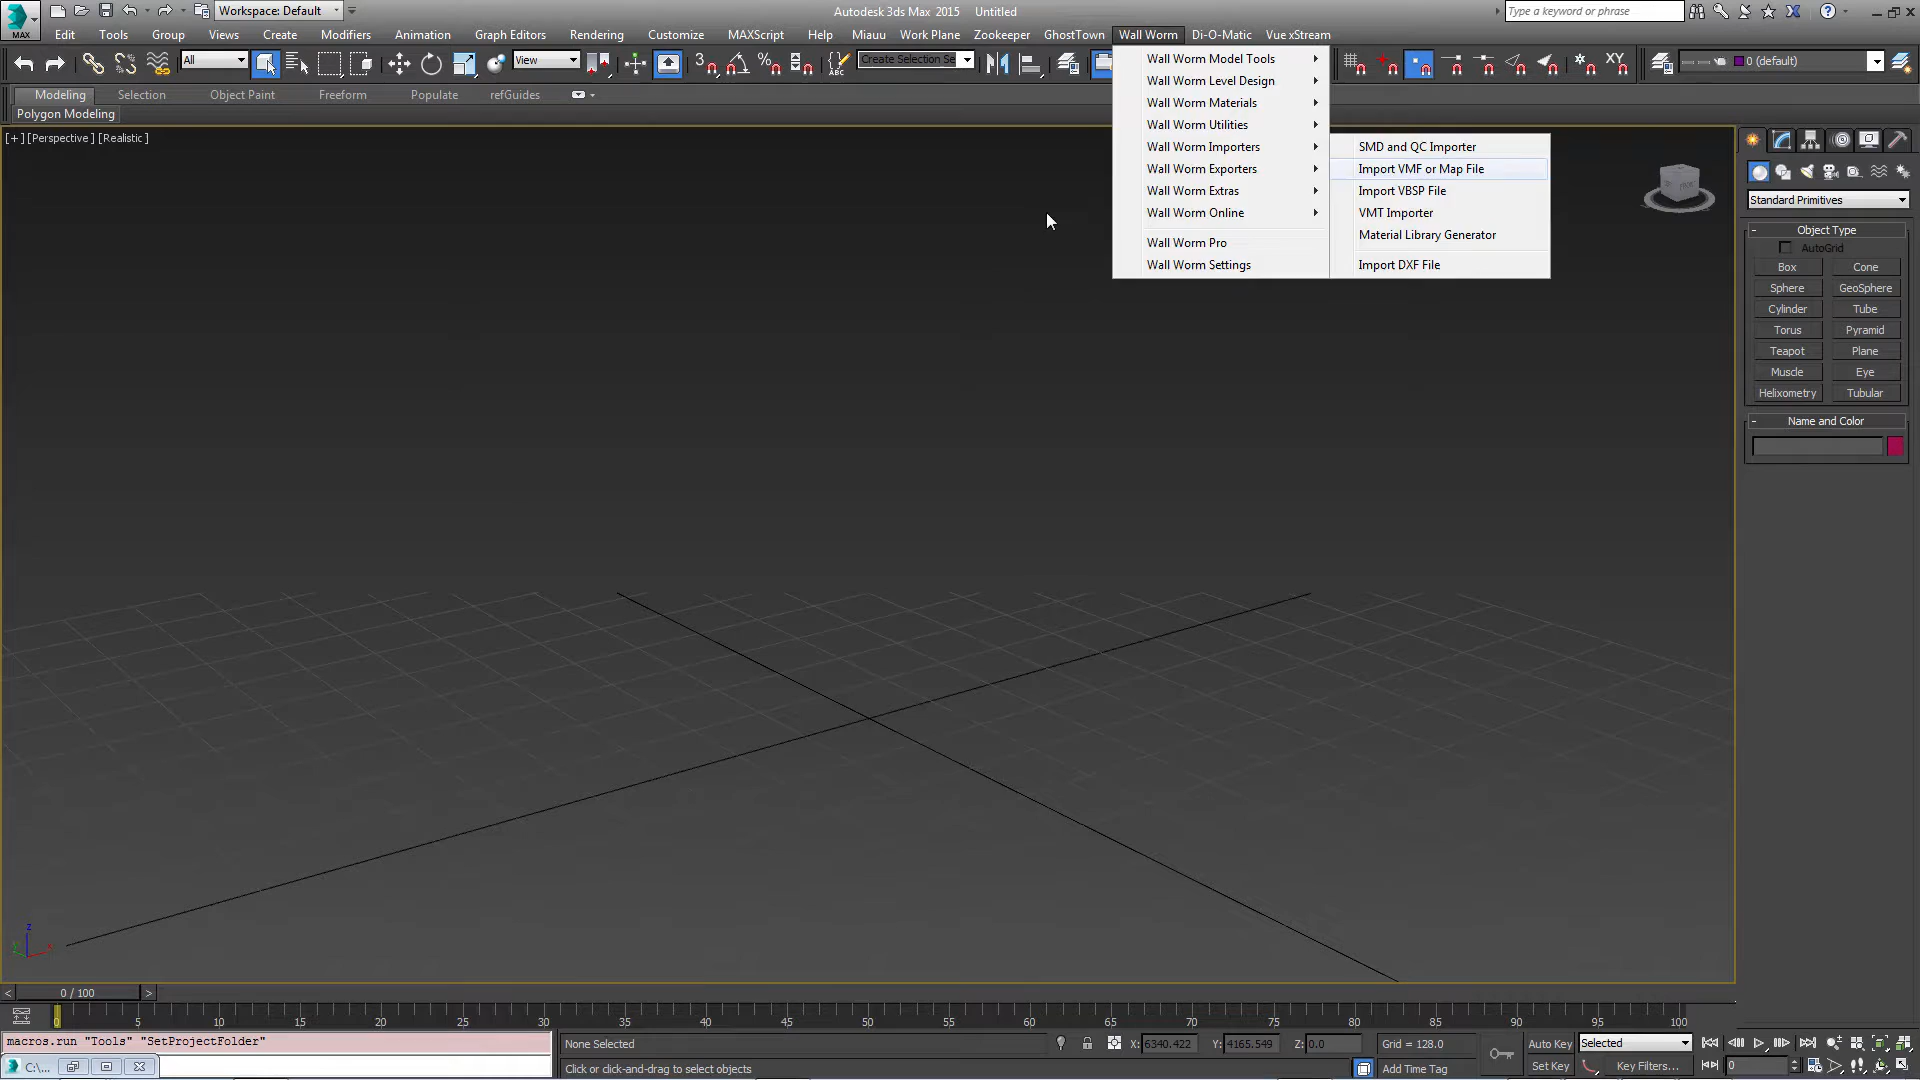 Workspace: Default
Autodesk 3ds Max 2015 Untitled
Type a keyword or phrase
MAX
Edit Tools Group Views Create Modifiers Animation Graph Editors Rendering Customize MAXScript Help Miauu Work Plane Zookeeper GhostTown Wall Worm Di-O-Matic Vue xStream
All
View
3
%
ABC
Create Selection Se
XY
0 (default)
Modeling Selection Object Paint Freeform Populate refGuides
Polygon Modeling
[+] [Perspective] [Realistic]
Wall Worm Model Tools
Wall Worm Level Design
Wall Worm Materials
Wall Worm Utilities
Wall Worm Importers
Wall Worm Exporters
Wall Worm Extras
Wall Worm Online
Wall Worm Pro
Wall Worm Settings
SMD and QC Importer
Import VMF or Map File
Import VBSP File
VMT Importer
Material Library Generator
Import DXF File
Standard Primitives
- Object Type
AutoGrid
Box Cone
Sphere GeoSphere
Cylinder Tube
Torus Pyramid
Teapot Plane
Muscle Eye
Helixometry Tubular
- Name and Color
z
x
< 0 / 100 >
0 5 10 15 20 25 30 35 40 45 50 55 60 65 70 75 80 85 90 95 100
macros.run "Tools" "SetProjectFolder"
C:\...
None Selected
X: 6340.422 Y: 4165.549 Z: 0.0 Grid = 128.0
Auto Key Selected
Click or click-and-drag to select objects
Add Time Tag
Set Key Key Filters... 0